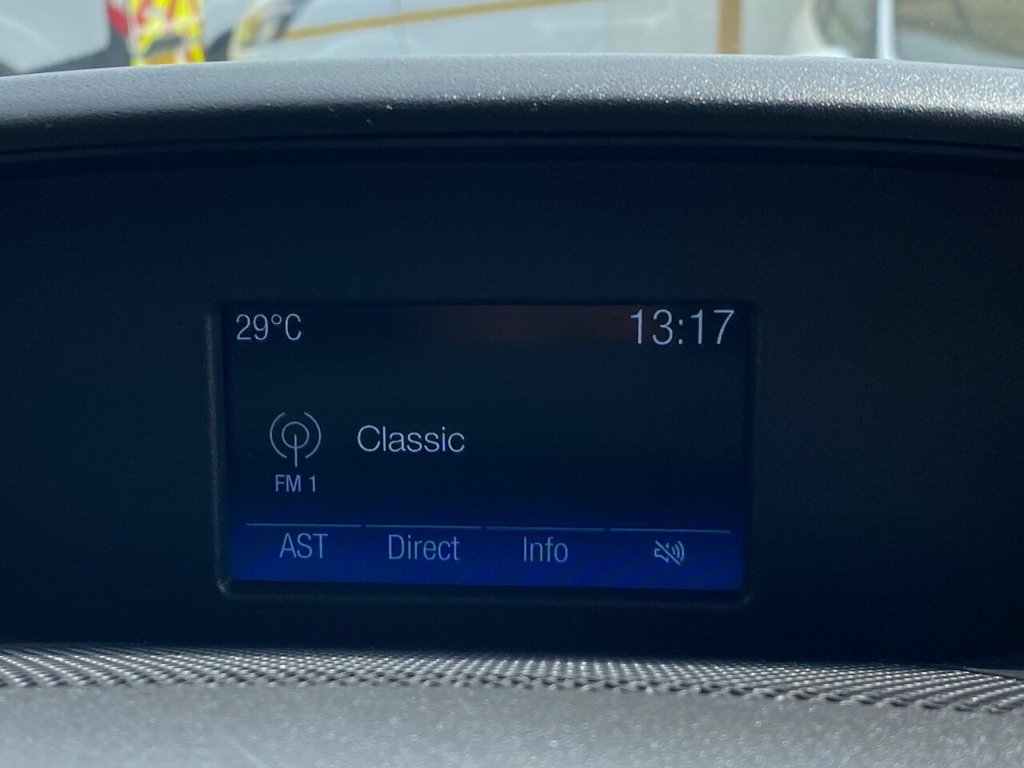 29°C 13:17
Classic
FM 1
AST Direct Info